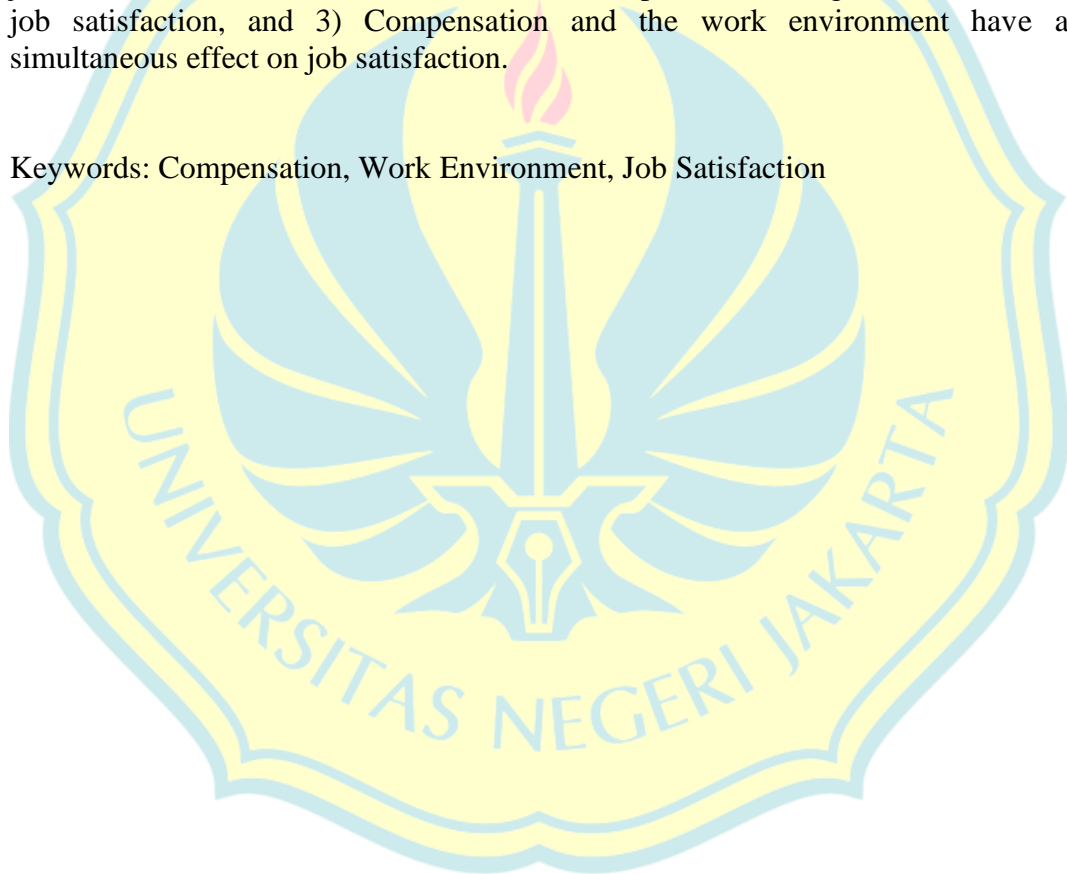 job satisfaction, and 3) Compensation and the work environment have a
simultaneous effect on job satisfaction.
Keywords: Compensation, Work Environment, Job Satisfaction
UNIVERSITAS NEGERI JAKARTA